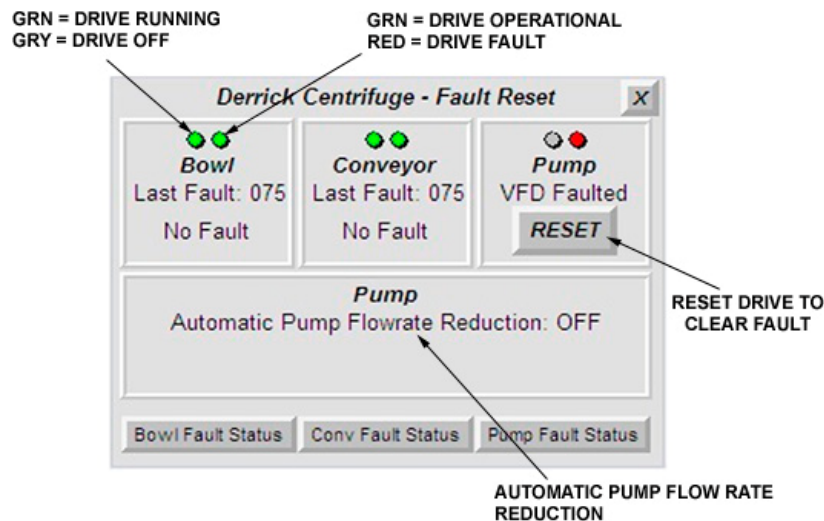 GRN = DRIVE RUNNING
GRY = DRIVE OFF
GRN = DRIVE OPERATIONAL
RED = DRIVE FAULT
Derrick Centrifuge - Fault Reset
X
Bowl
Last Fault: 075
No Fault
Conveyor
Last Fault: 075
No Fault
Pump
VFD Faulted
RESET
RESET DRIVE TO
CLEAR FAULT
Pump
Automatic Pump Flowrate Reduction: OFF
Bowl Fault Status
Conv Fault Status
Pump Fault Status
AUTOMATIC PUMP FLOW RATE
REDUCTION